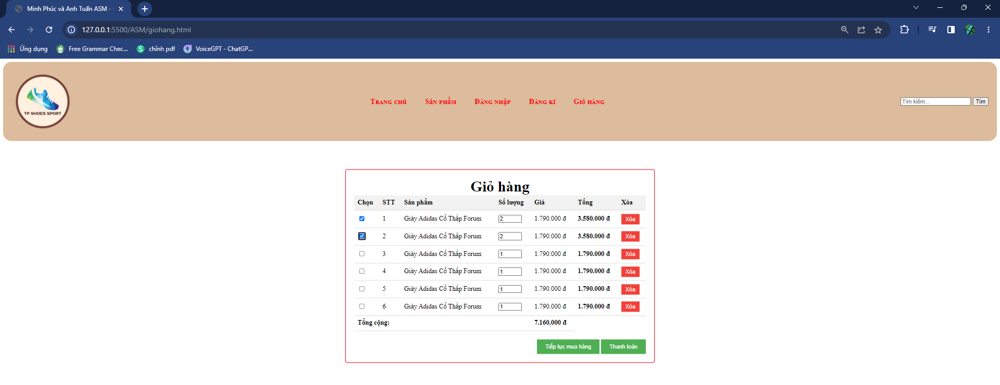 Minh Phúc và Anh Tuấn ASM -
127.0.0.1:5500/ASM/giohang.html
Ứng dụng Free Grammar Chec... chỉnh pdf VoiceGPT - ChatGP...
TP SHOES SPORT
Trang chủ Sản phẩm Đăng nhập Đăng kí Giỏ hàng
Tìm kiếm... Tìm
Giỏ hàng
Chọn STT Sản phẩm Số lượng Giá Tổng Xóa
1 Giày Adidas Cổ Thấp Forum 2 1.790.000 đ 3.580.000 đ Xóa
2 Giày Adidas Cổ Thấp Forum 2 1.790.000 đ 3.580.000 đ Xóa
3 Giày Adidas Cổ Thấp Forum 1 1.790.000 đ 1.790.000 đ Xóa
4 Giày Adidas Cổ Thấp Forum 1 1.790.000 đ 1.790.000 đ Xóa
5 Giày Adidas Cổ Thấp Forum 1 1.790.000 đ 1.790.000 đ Xóa
6 Giày Adidas Cổ Thấp Forum 1 1.790.000 đ 1.790.000 đ Xóa
Tổng cộng: 7.160.000 đ
Tiếp tục mua hàng Thanh toán